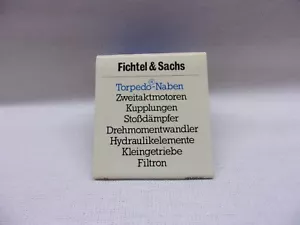 Fichtel & Sachs
Torpedo-Naben
Zweitaktmotoren
Kupplungen
Stoßdämpfer
Drehmomentwandler
Hydraulikelemente
Kleingetriebe
Filtron